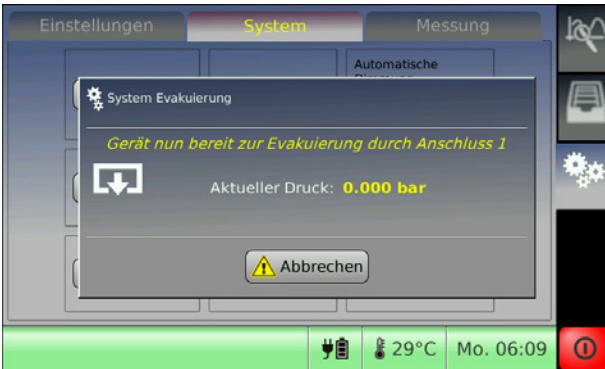 Einstellungen
System
Messung
Automatische
System Evakuierung
Gerät nun bereit zur Evakuierung durch Anschluss 1
Aktueller Druck: 0.000 bar
Abbrechen
29°C
Mo. 06:09